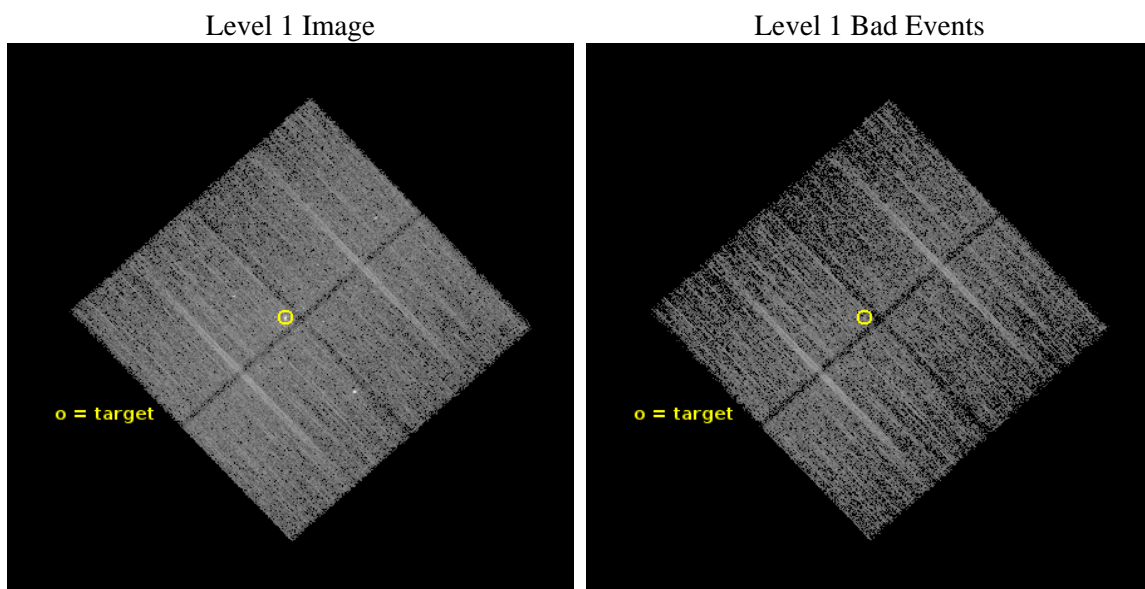 Level 1 Image
Level 1 Bad Events
o = target
o = target